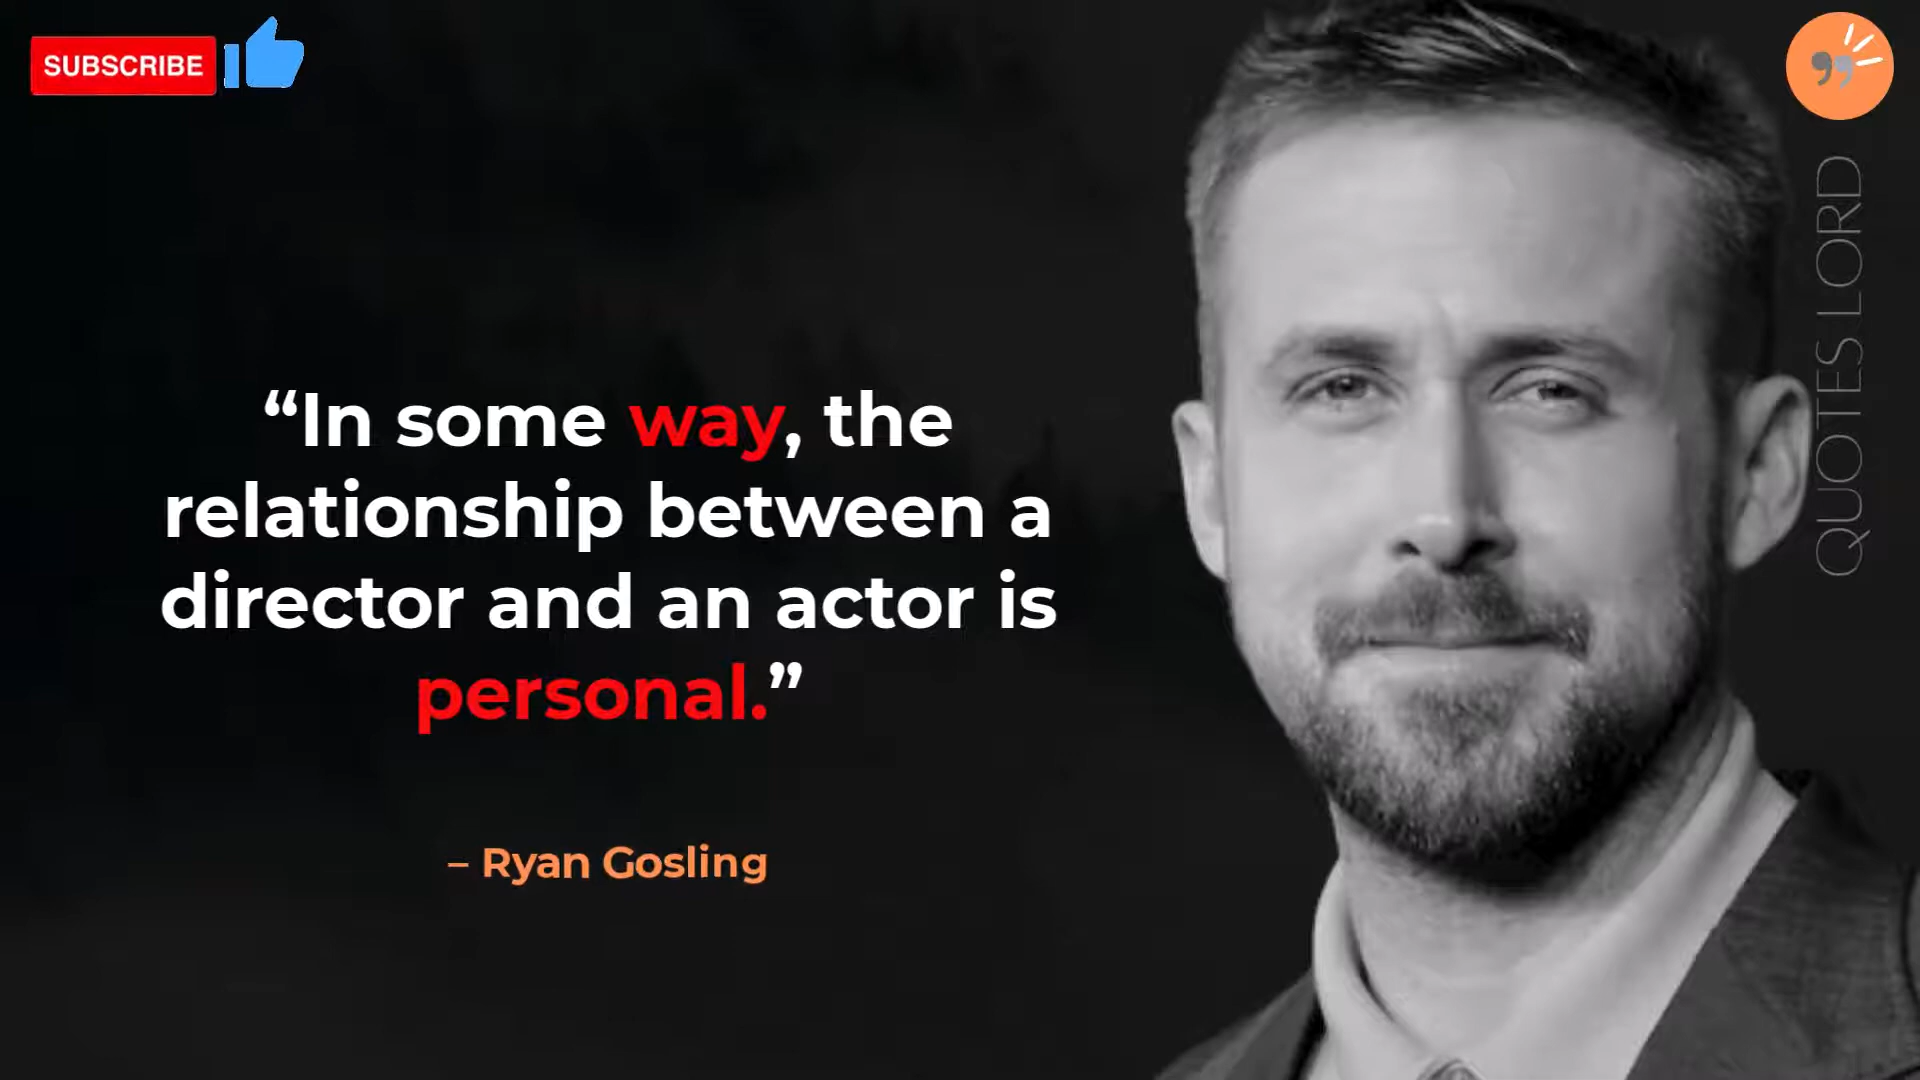 SUBSCRIBE
“In some way, the
relationship between a
director and an actor is
personal.”
– Ryan Gosling
QUOTES LORD